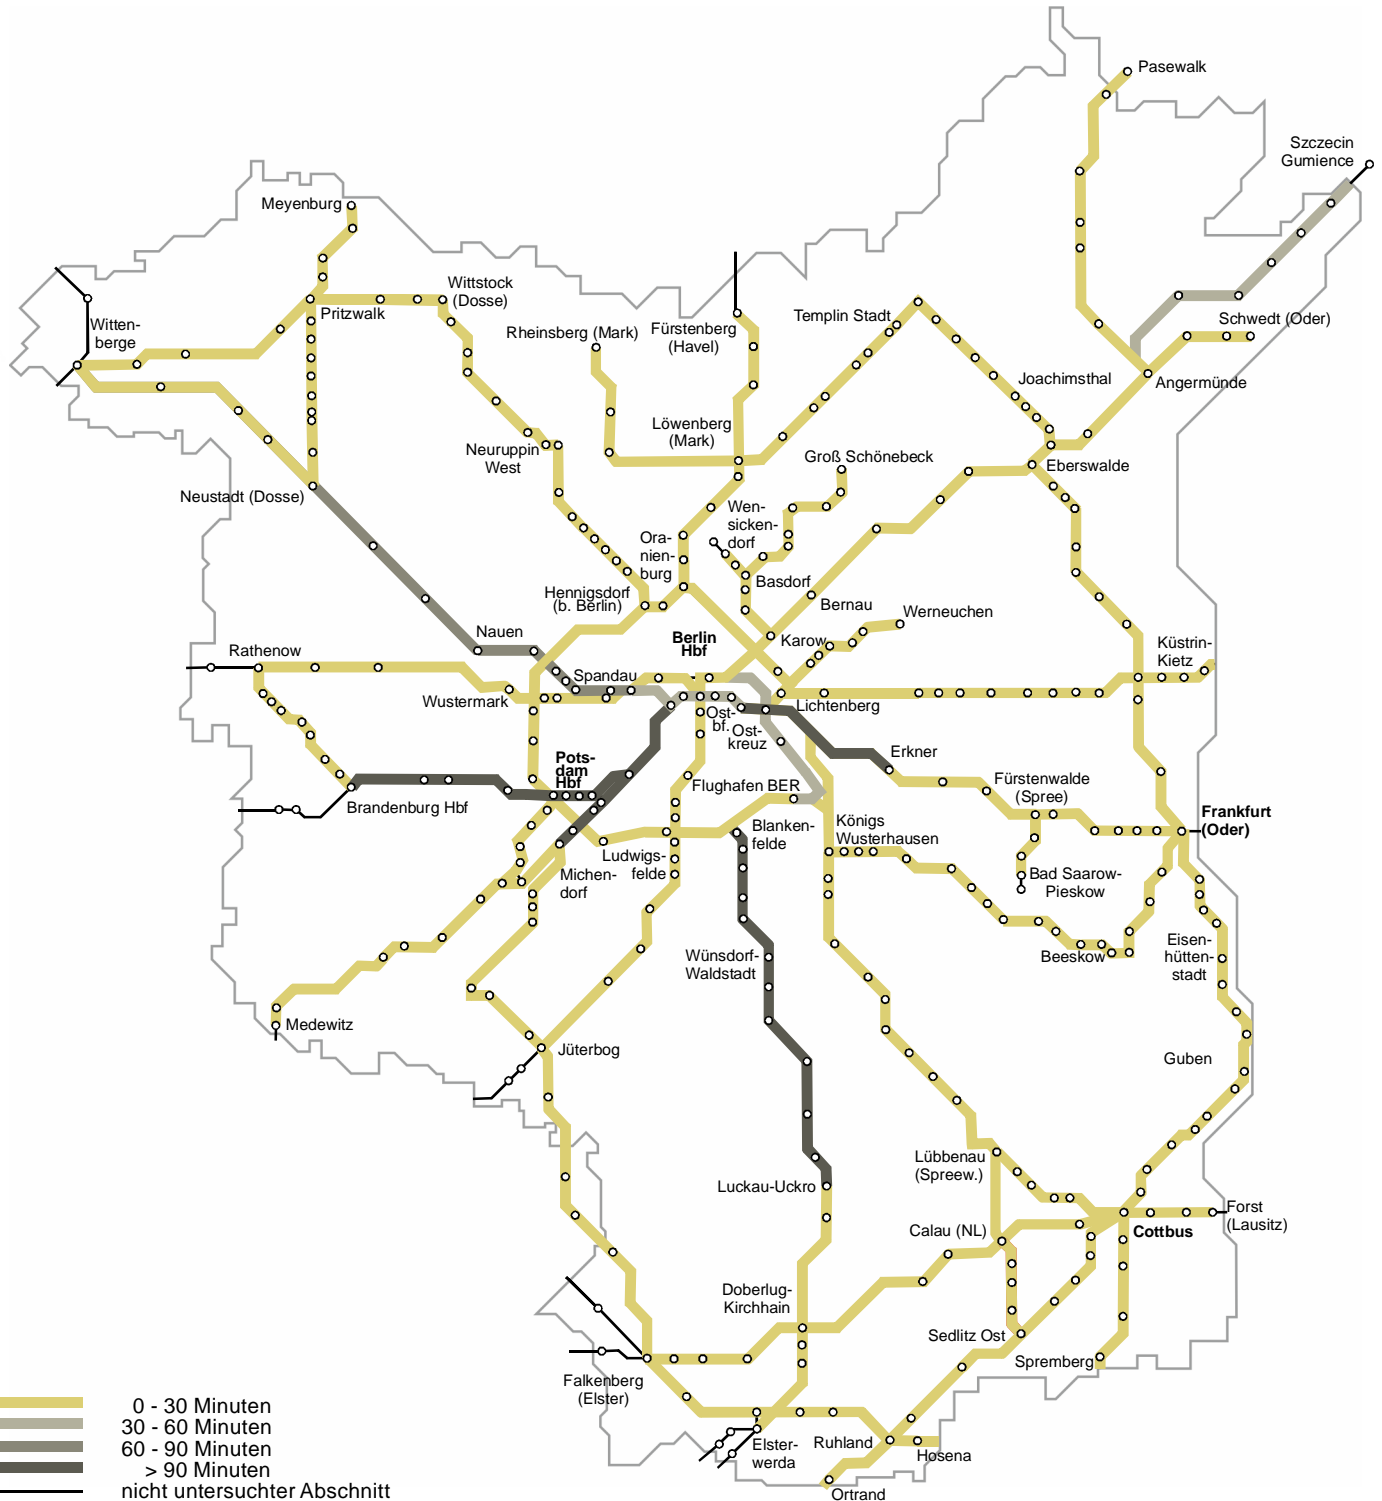 Pasewalk
Szczecin
Gumience
Meyenburg
Wittstock
(Dosse)
Pritzwalk
Witten-
berge
Rheinsberg (Mark)
Fürstenberg
(Havel)
Templin Stadt
Schwedt (Oder)
Joachimsthal
Angermünde
Löwenberg
(Mark)
Neuruppin
West
Groß Schönebeck
Eberswalde
Neustadt (Dosse)
Wen-
sicken-
dorf
Ora-
nien-
burg
Basdorf
Hennigsdorf
(b. Berlin)
Bernau
Werneuchen
Nauen
Berlin
Hbf
Karow
Küstrin-
Kietz
Rathenow
Spandau
Wustermark
Lichtenberg
Ost-
bf.
Ost-
kreuz
Erkner
Pots-
dam
Hbf
Flughafen BER
Fürstenwalde
(Spree)
Brandenburg Hbf
Frankfurt
(Oder)
Blanken-
felde
Königs
Wusterhausen
Ludwigs-
felde
Michen-
dorf
Bad Saarow-
Pieskow
Wünsdorf-
Waldstadt
Beeskow
Eisen-
hütten-
stadt
Medewitz
Jüterbog
Guben
Lübbenau
(Spreew.)
Luckau-Uckro
Forst
(Lausitz)
Calau (NL)
Cottbus
Doberlug-
Kirchhain
Sedlitz Ost
Spremberg
Falkenberg
(Elster)
Elster-
werda
Ruhland
Hosena
Ortrand
0 - 30 Minuten
30 - 60 Minuten
60 - 90 Minuten
> 90 Minuten
nicht untersuchter Abschnitt